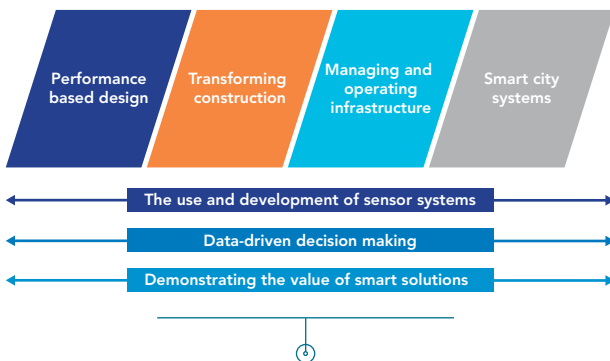 Performance
based design
Transforming
construction
Managing and
operating
infrastructure
Smart city
systems
The use and development of sensor systems
Data-driven decision making
Demonstrating the value of smart solutions